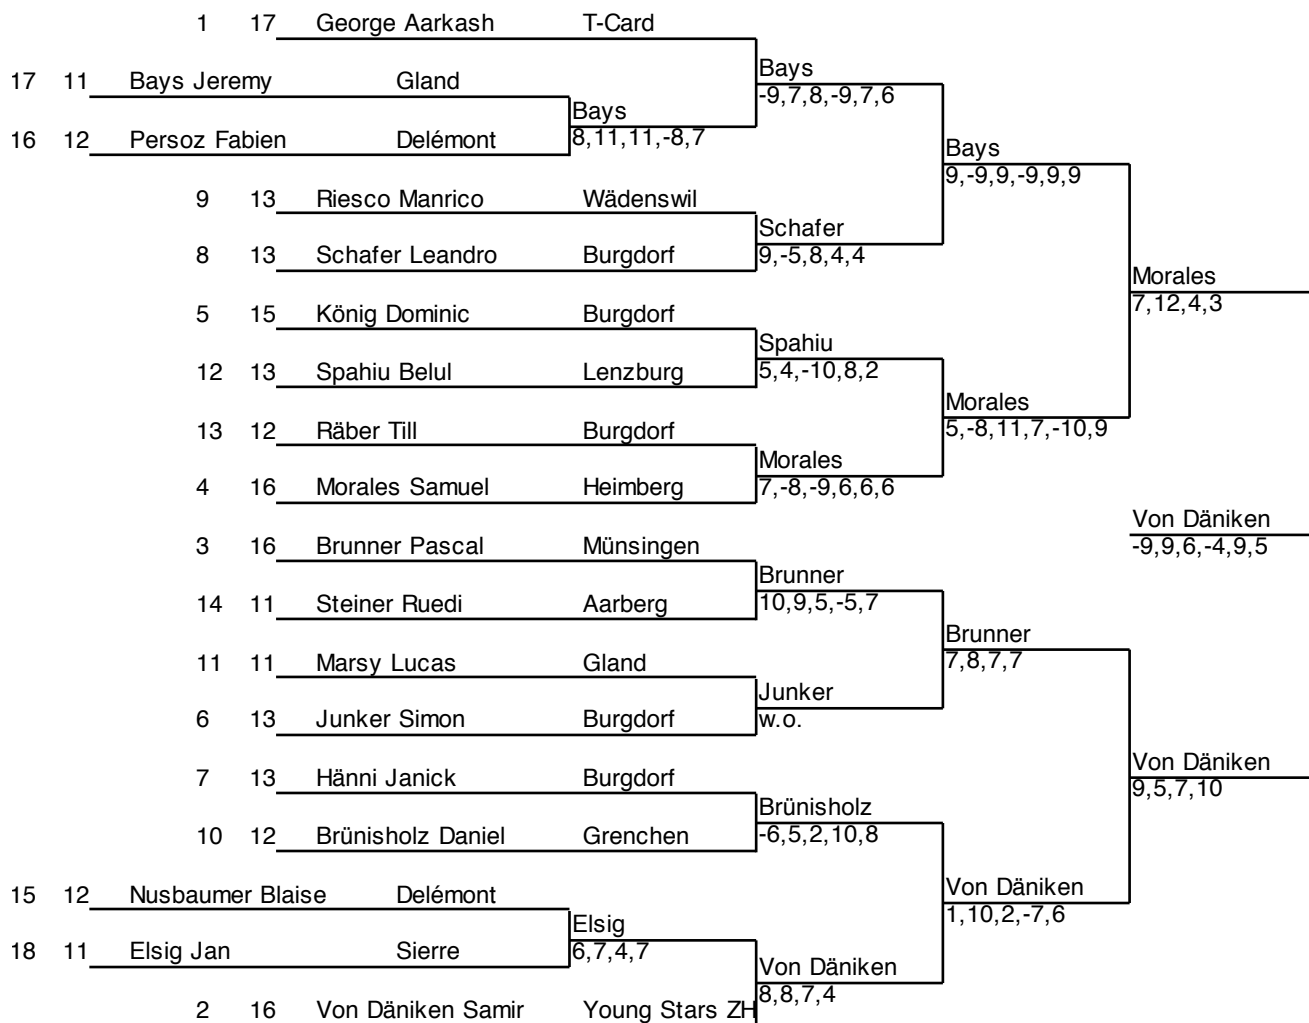 1 17 George Aarkash T-Card
Bays
17 11 Bays Jeremy Gland
-9,7,8,-9,7,6
Bays
16 12 Persoz Fabien Delémont
8,11,11,-8,7
Bays
9,-9,9,-9,9,9
9 13 Riesco Manrico Wädenswil
Schafer
8 13 Schafer Leandro Burgdorf
9,-5,8,4,4
Morales
7,12,4,3
5 15 König Dominic Burgdorf
Spahiu
12 13 Spahiu Belul Lenzburg
5,4,-10,8,2
Morales
13 12 Räber Till Burgdorf
5,-8,11,7,-10,9
Morales
4 16 Morales Samuel Heimberg
7,-8,-9,6,6,6
Von Däniken
-9,9,6,-4,9,5
3 16 Brunner Pascal Münsingen
Brunner
14 11 Steiner Ruedi Aarberg
10,9,5,-5,7
Brunner
7,8,7,7
11 11 Marsy Lucas Gland
Junker
6 13 Junker Simon Burgdorf
w.o.
Von Däniken
9,5,7,10
7 13 Hänni Janick Burgdorf
Brünisholz
10 12 Brünisholz Daniel Grenchen
-6,5,2,10,8
Von Däniken
1,10,2,-7,6
15 12 Nusbaumer Blaise Delémont
Elsig
18 11 Elsig Jan Sierre
6,7,4,7
Von Däniken
8,8,7,4
2 16 Von Däniken Samir Young Stars ZH